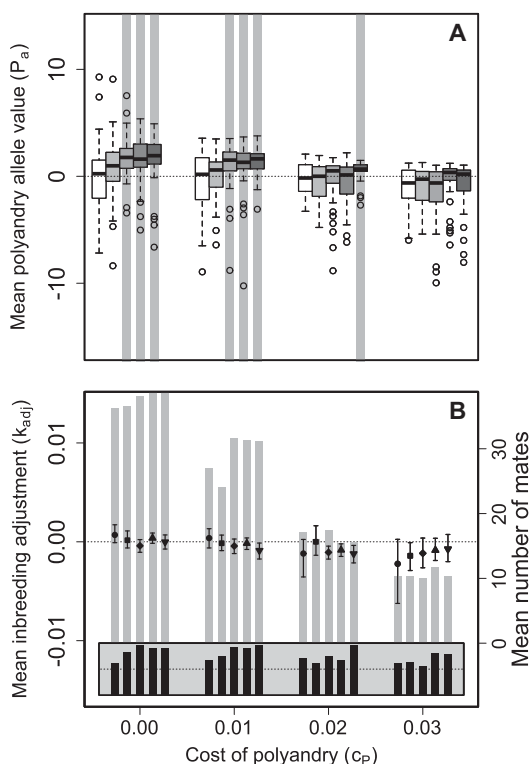 A
10
0
-10
Mean polyandry allele value (Pa)
B
0.01
0.00
-0.01
Mean inbreeding adjustment (kadj)
30
20
10
0
Mean number of mates
0.00 0.01 0.02 0.03
Cost of polyandry (cP)